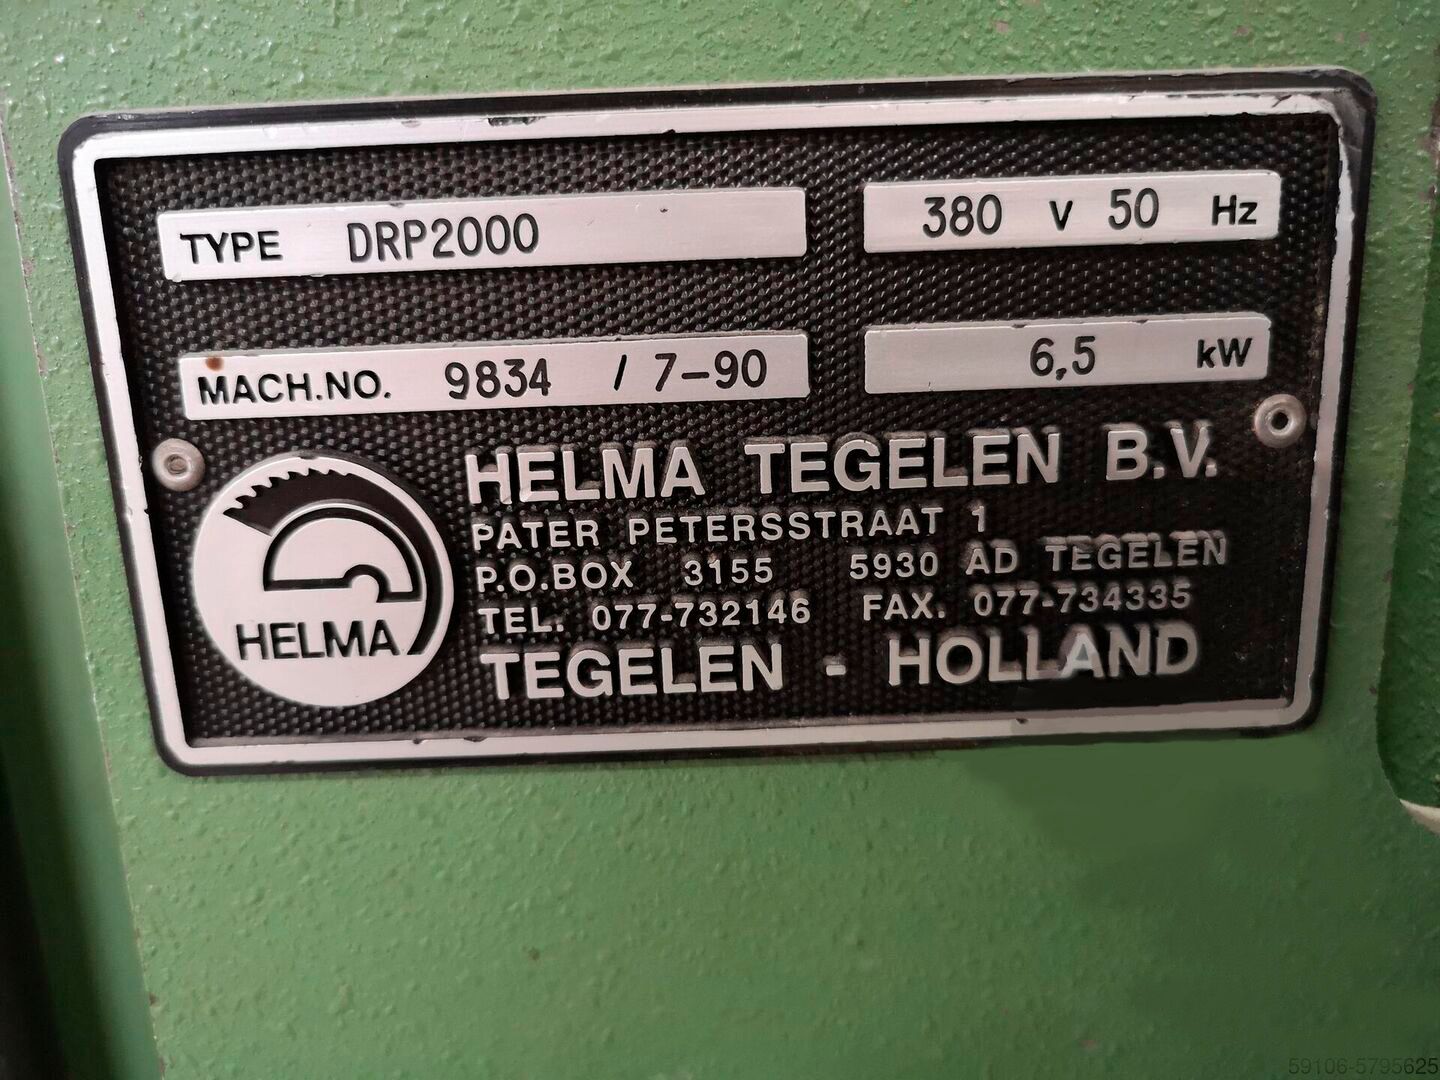 TYPE DRP2000
380 V 50 Hz
MACH.NO. 9834 / 7-90
6,5 kW
HELMA TEGELEN B.V.
PATER PETERSSTRAAT 1
P.O.BOX 3155 5930 AD TEGELEN
TEL. 077-732146 FAX. 077-734335
TEGELEN - HOLLAND
HELMA
59106-5795625